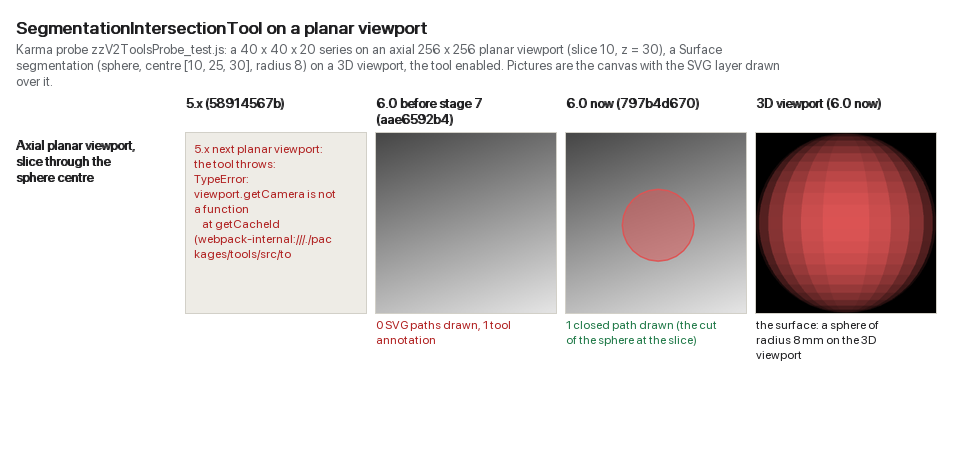 SegmentationIntersectionTool on a planar viewport
Karma probe zzV2ToolsProbe_test.js: a 40 x 40 x 20 series on an axial 256 x 256 planar viewport (slice 10, z = 30), a Surface
segmentation (sphere, centre [10, 25, 30], radius 8) on a 3D viewport, the tool enabled. Pictures are the canvas with the SVG layer drawn
over it.
5.x (58914567b)
6.0 before stage 7
(aae6592b4)
6.0 now (797b4d670)
3D viewport (6.0 now)
Axial planar viewport,
slice through the
sphere centre
5.x next planar viewport:
the tool throws:
TypeError:
viewport.getCamera is not
a function
at getCacheId
(webpack-internal:///./pac
kages/tools/src/to
0 SVG paths drawn, 1 tool
annotation
1 closed path drawn (the cut
of the sphere at the slice)
the surface: a sphere of
radius 8 mm on the 3D
viewport